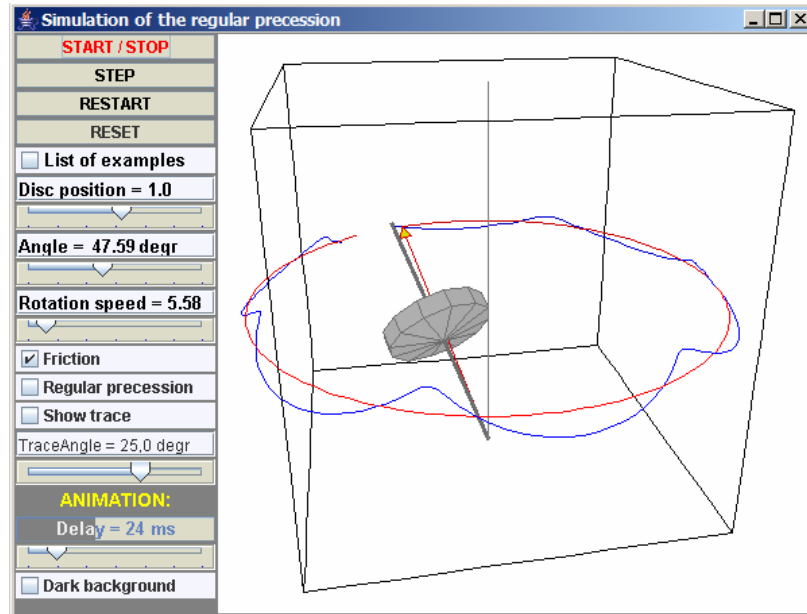 Simulation of the regular precession
START / STOP
STEP
RESTART
RESET
List of examples
Disc position = 1.0
Angle = 47.59 degr
Rotation speed = 5.58
Friction
Regular precession
Show trace
TraceAngle = 25,0 degr
ANIMATION:
Delay = 24 ms
Dark background